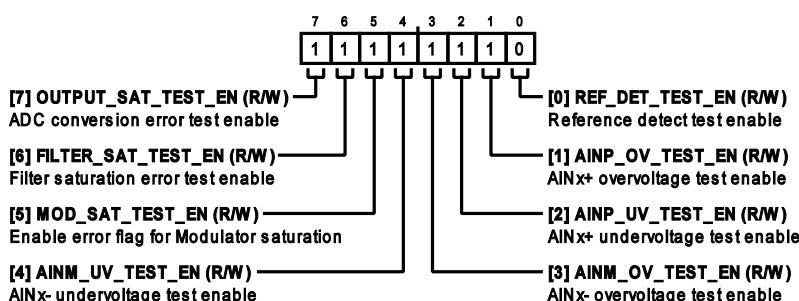 7 6 5 4 3 2 1 0
1 1 1 1 1 1 1 0
[7] OUTPUT_SAT_TEST_EN (R/W)
ADC conversion error test enable
[6] FILTER_SAT_TEST_EN (R/W)
Filter saturation error test enable
[5] MOD_SAT_TEST_EN (R/W)
Enable error flag for Modulator saturation
[4] AINM_UV_TEST_EN (R/W)
AINx- undervoltage test enable
[0] REF_DET_TEST_EN (R/W)
Reference detect test enable
[1] AINP_OV_TEST_EN (R/W)
AINx+ overvoltage test enable
[2] AINP_UV_TEST_EN (R/W)
AINx+ undervoltage test enable
[3] AINM_OV_TEST_EN (R/W)
AINx- overvoltage test enable